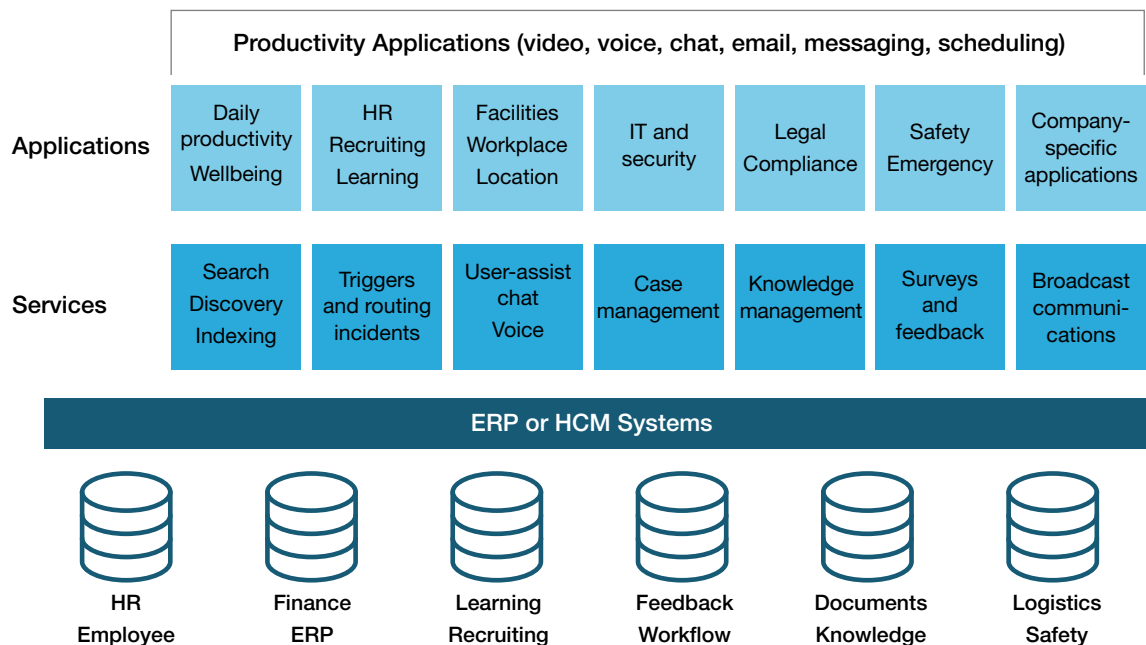 Productivity Applications (video, voice, chat, email, messaging, scheduling)
Applications
Daily
productivity
Wellbeing
HR
Recruiting
Learning
Facilities
Workplace
Location
IT and
security
Legal
Compliance
Safety
Emergency
Company-
specific
applications
Services
Search
Discovery
Indexing
Triggers
and routing
incidents
User-assist
chat
Voice
Case
management
Knowledge
management
Surveys
and
feedback
Broadcast
communi-
cations
ERP or HCM Systems
HR
Employee
Finance
ERP
Learning
Recruiting
Feedback
Workflow
Documents
Knowledge
Logistics
Safety